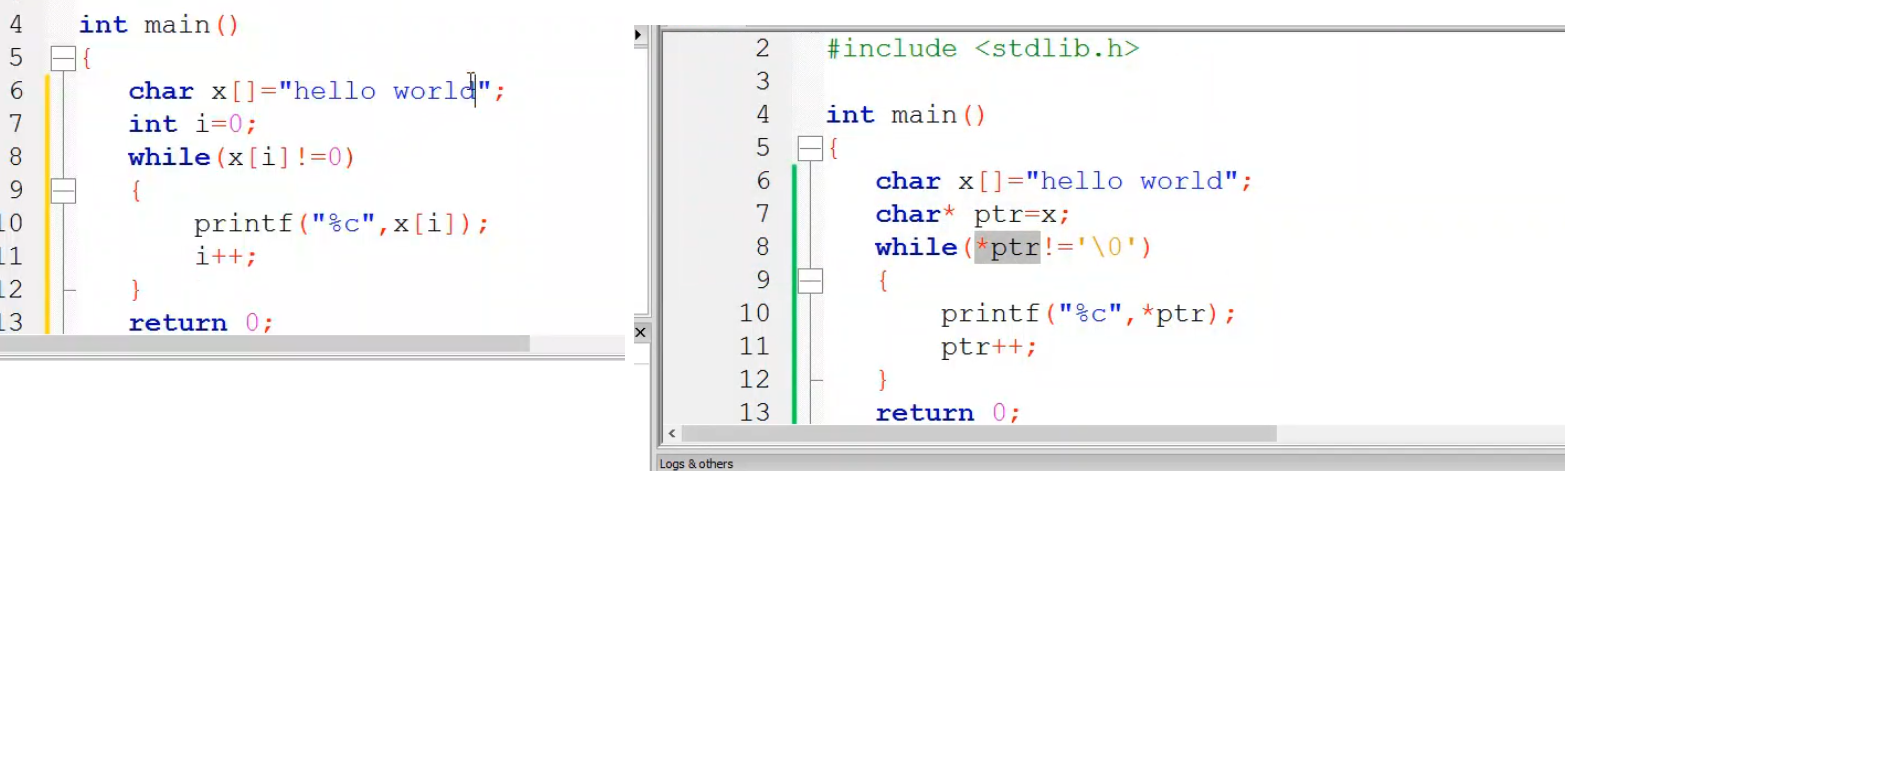 4 int main()
5 {
6 char x[]="hello world";
7 int i=0;
8 while(x[i]!=0)
9 {
10 printf("%c",x[i]);
11 i++;
12 }
13 return 0;
2 #include <stdlib.h>
3
4 int main()
5 {
6 char x[]="hello world";
7 char* ptr=x;
8 while(*ptr!='\0')
9 {
10 printf("%c",*ptr);
11 ptr++;
12 }
13 return 0;
Logs & others